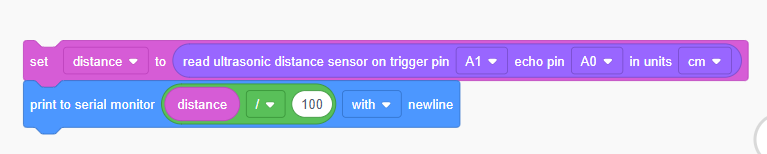 set distance to read ultrasonic distance sensor on trigger pin A1 echo pin A0 in units cm
print to serial monitor distance / 100 with newline